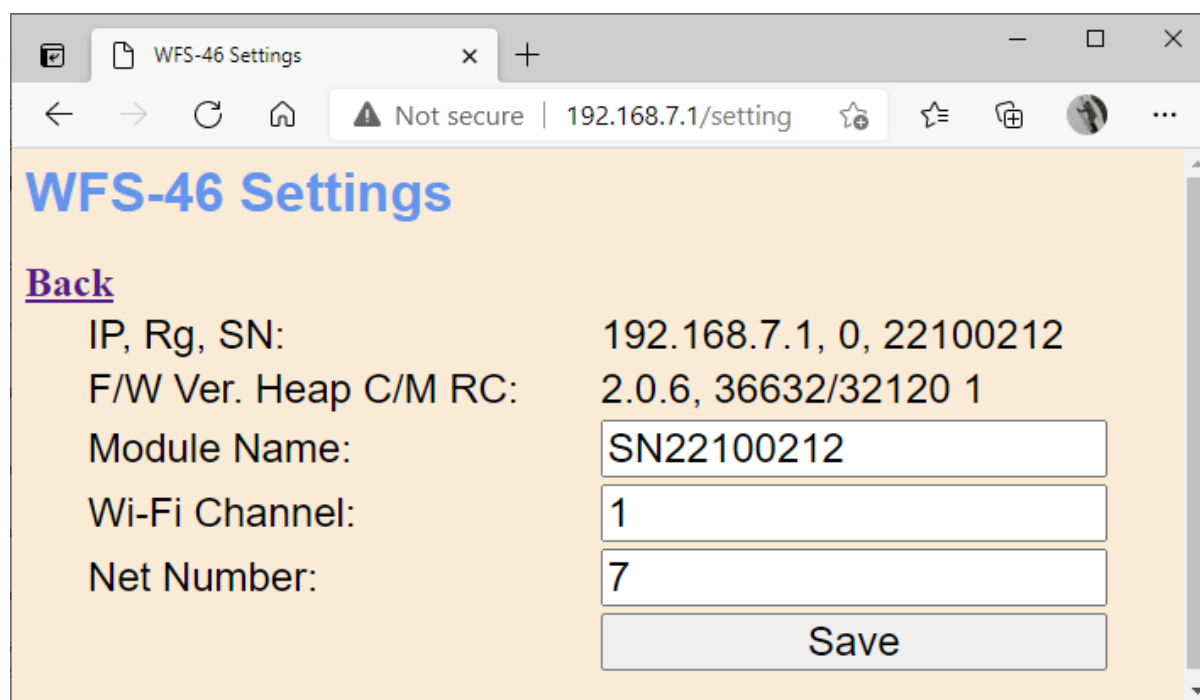 WFS-46 Settings
Not secure | 192.168.7.1/setting
WFS-46 Settings
Back
IP, Rg, SN: 192.168.7.1, 0, 22100212
F/W Ver. Heap C/M RC: 2.0.6, 36632/32120 1
Module Name: SN22100212
Wi-Fi Channel: 1
Net Number: 7
Save